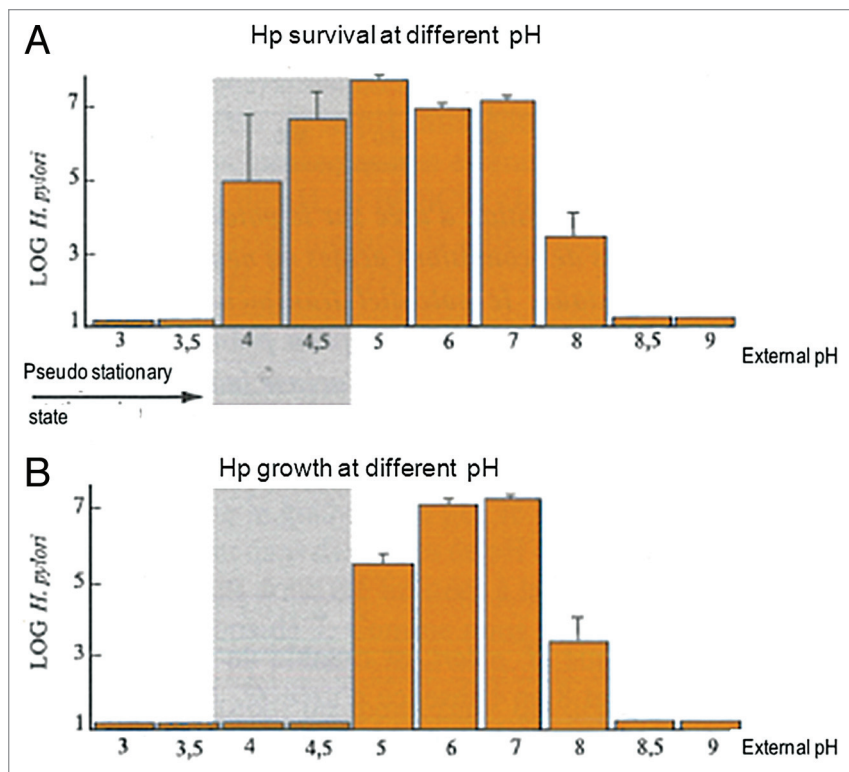 A
Hp survival at different pH
LOG H. pylori
7
5
3
1
3 3,5 4 4,5 5 6 7 8 8,5 9
External pH
Pseudo stationary
state
B
Hp growth at different pH
LOG H. pylori
7
5
3
1
3 3,5 4 4,5 5 6 7 8 8,5 9 External pH